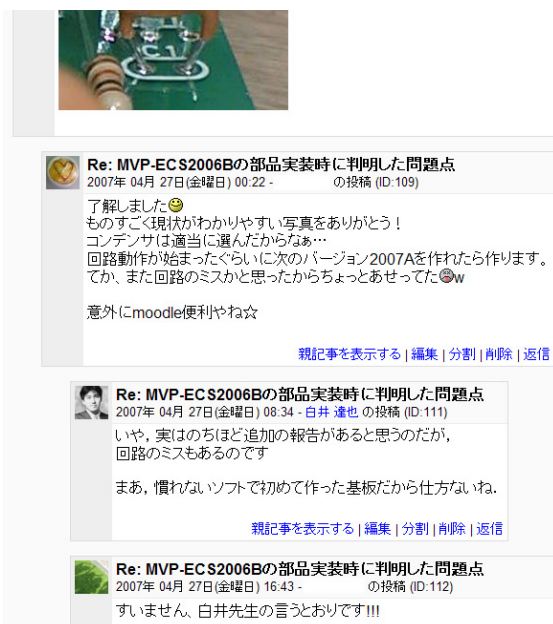 Re: MVP-ECS2006Bの部品実装時に判明した問題点
2007年 04月 27日(金曜日) 00:22 - の投稿 (ID:109)
了解しました
ものすごく現状がわかりやすい写真をありがとう！
コンデンサは適当に選んだからなぁ…
回路動作が始まったぐらいに次のバージョン2007Aを作れたら作ります。
てか、また回路のミスかと思ったからちょっとあせってたw
意外にmoodle便利やね☆
親記事を表示する | 編集 | 分割 | 削除 | 返信
Re: MVP-ECS2006Bの部品実装時に判明した問題点
2007年 04月 27日(金曜日) 08:34 - 白井 達也 の投稿 (ID:111)
いや，実はのちほど追加の報告があると思うのだが，
回路のミスもあるのです
まあ，慣れないソフトで初めて作った基板だから仕方ないね．
親記事を表示する | 編集 | 分割 | 削除 | 返信
Re: MVP-ECS2006Bの部品実装時に判明した問題点
2007年 04月 27日(金曜日) 16:43 - の投稿 (ID:112)
すいません、白井先生の言うとおりです!!!